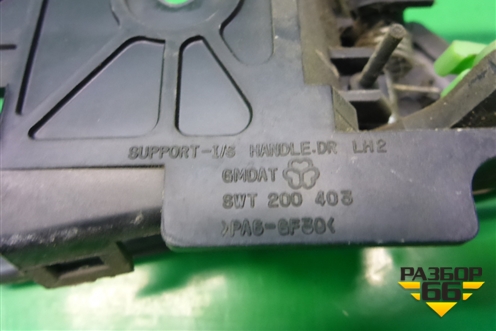 SUPPORT-I/S HANDLE.DR LH2
GMDAT
8WT 200 403
>PA6-GF30<
РАЗБОР
66